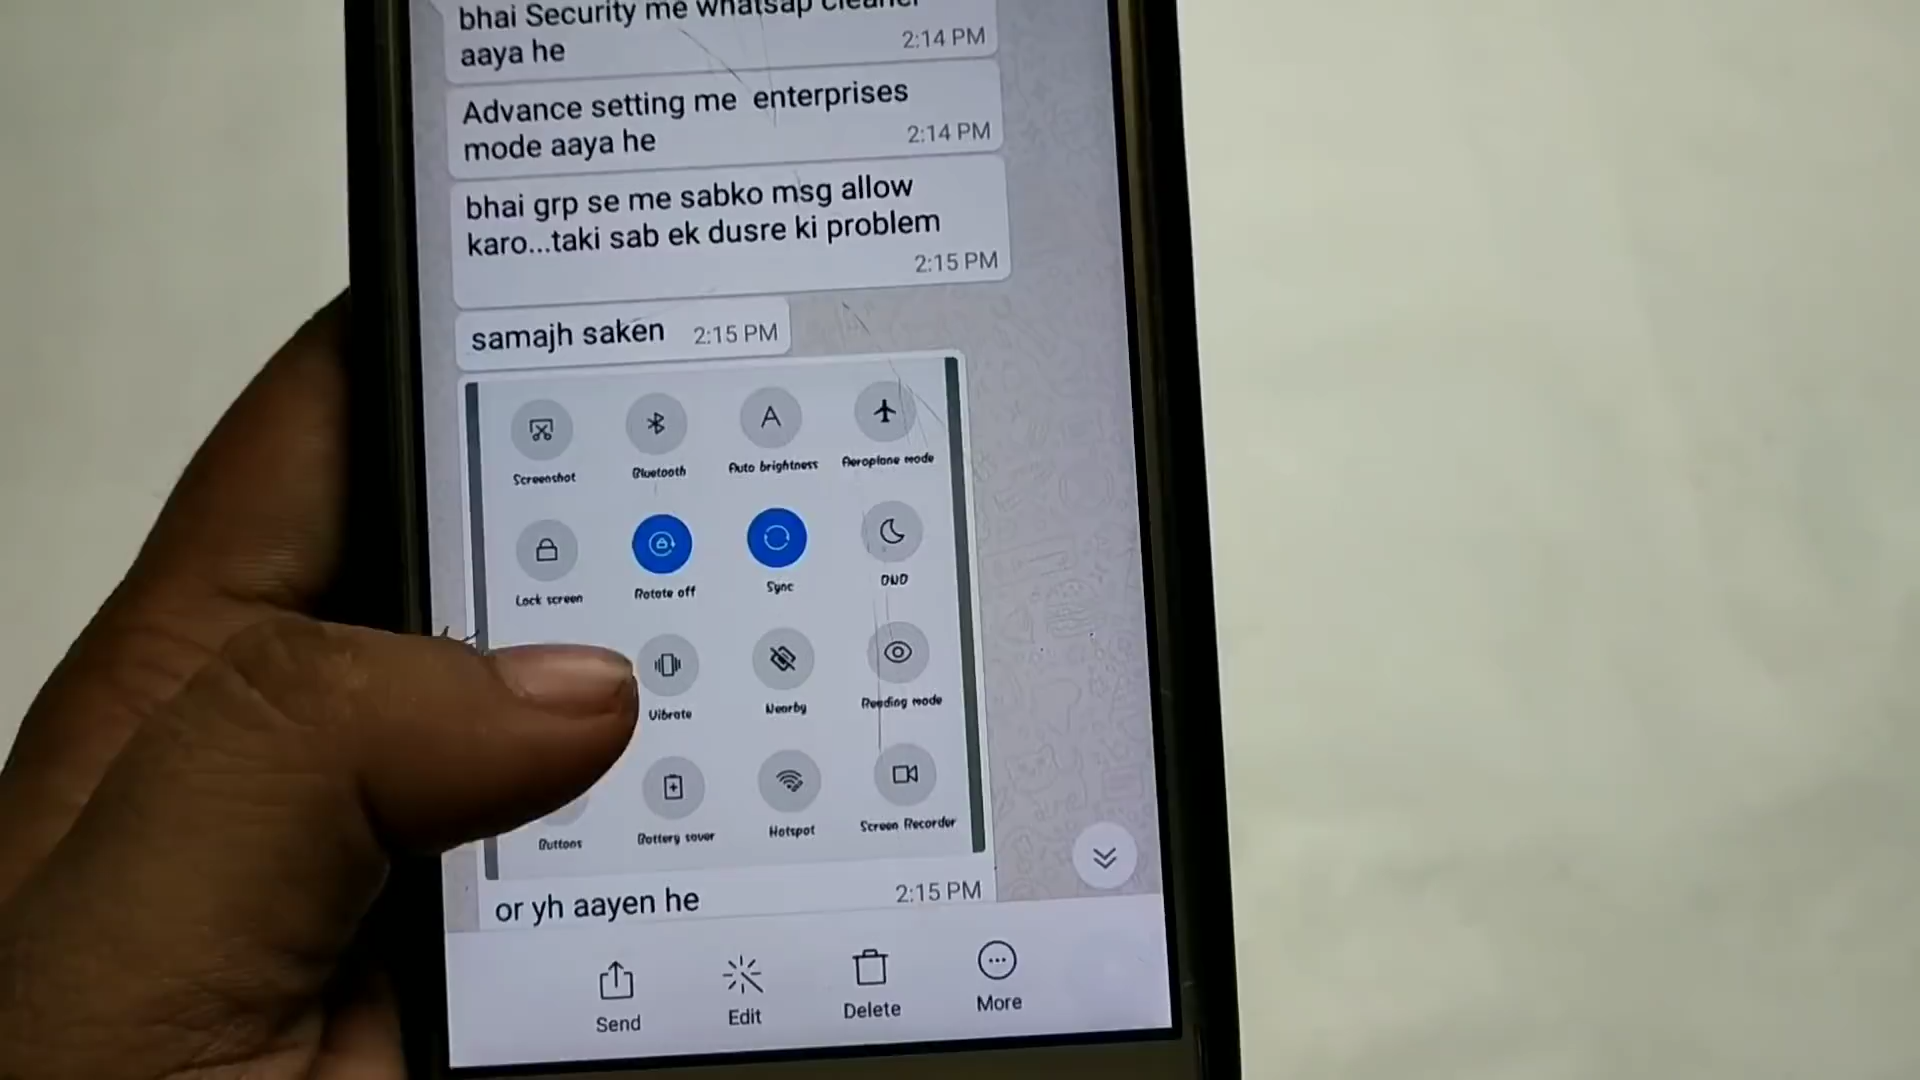 bhai Security me whatsap cleaner
aaya he
2:14 PM
Advance setting me enterprises
mode aaya he
2:14 PM
bhai grp se me sabko msg allow
karo...taki sab ek dusre ki problem
2:15 PM
samajh saken 2:15 PM
Screenshot Bluetooth Auto brightness Aeroplane mode
Lock screen Rotate off Sync DND
Vibrate Nearby Reading mode
Buttons Battery saver Hotspot Screen Recorder
or yh aayen he 2:15 PM
Send Edit Delete More